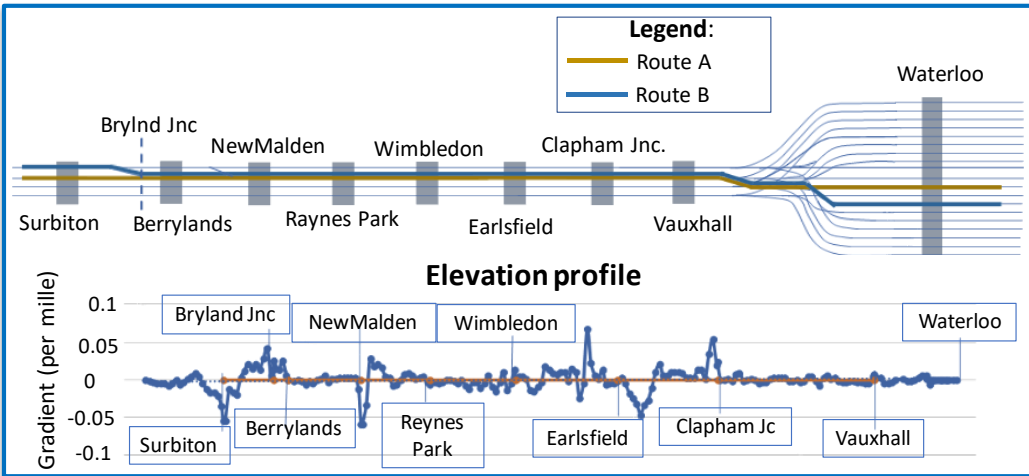 Legend:
Route A
Route B
Waterloo
Brylnd Jnc
NewMalden
Wimbledon
Clapham Jnc.
Surbiton
Berrylands
Raynes Park
Earlsfield
Vauxhall
Elevation profile
Gradient (per mille)
0.1
0.05
0
-0.05
-0.1
Bryland Jnc
NewMalden
Wimbledon
Waterloo
Surbiton
Berrylands
Reynes
Park
Earlsfield
Clapham Jc
Vauxhall